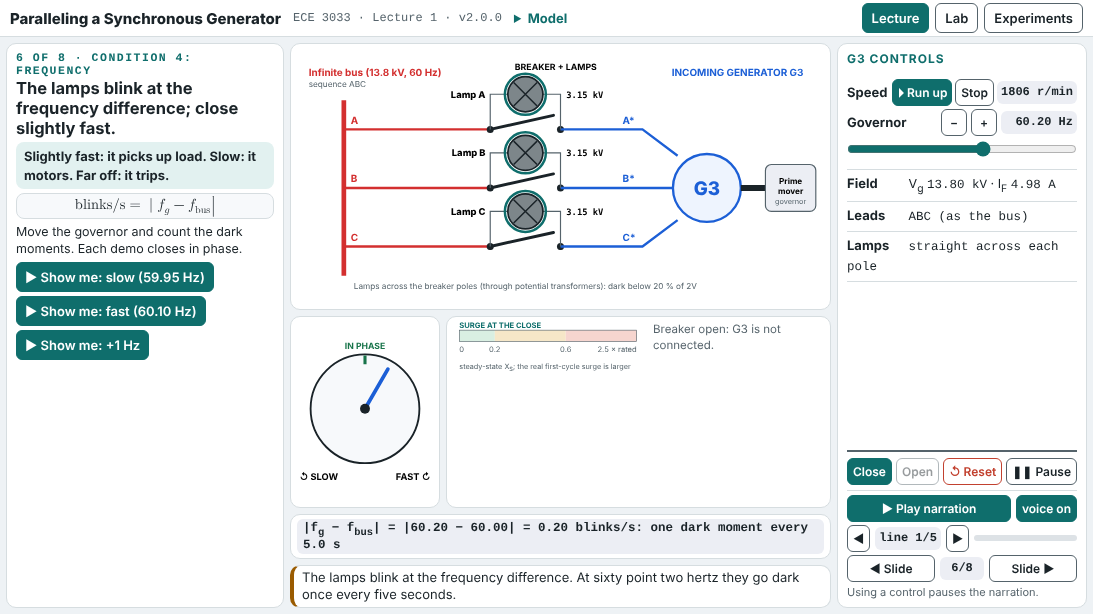 Paralleling a Synchronous Generator ECE 3033 · Lecture 1 · v2.0.0 ▶ Model
Lecture Lab Experiments
6 OF 8 · CONDITION 4:
FREQUENCY
The lamps blink at the
frequency difference; close
slightly fast.
Slightly fast: it picks up load. Slow: it
motors. Far off: it trips.
blinks/s = | f_g − f_bus|
Move the governor and count the dark
moments. Each demo closes in phase.
▶ Show me: slow (59.95 Hz)
▶ Show me: fast (60.10 Hz)
▶ Show me: +1 Hz
Infinite bus (13.8 kV, 60 Hz)
sequence ABC
BREAKER + LAMPS
INCOMING GENERATOR G3
Lamp A 3.15 kV
A A*
Lamp B 3.15 kV
B B*
Lamp C 3.15 kV
C C*
G3
Prime
mover
governor
Lamps across the breaker poles (through potential transformers): dark below 20 % of 2V
IN PHASE
↺ SLOW FAST ↻
SURGE AT THE CLOSE
0 0.2 0.6 2.5 × rated
steady-state X_S; the real first-cycle surge is larger
Breaker open: G3 is not
connected.
|f_g − f_bus| = |60.20 − 60.00| = 0.20 blinks/s: one dark moment every
5.0 s
The lamps blink at the frequency difference. At sixty point two hertz they go dark
once every five seconds.
G3 CONTROLS
Speed ⏵Run up Stop 1806 r/min
Governor − + 60.20 Hz
Field V_g 13.80 kV · I_F 4.98 A
Leads ABC (as the bus)
Lamps straight across each
pole
Close Open ↺ Reset ❚❚ Pause
▶ Play narration voice on
◀ line 1/5 ▶
◀ Slide 6/8 Slide ▶
Using a control pauses the narration.